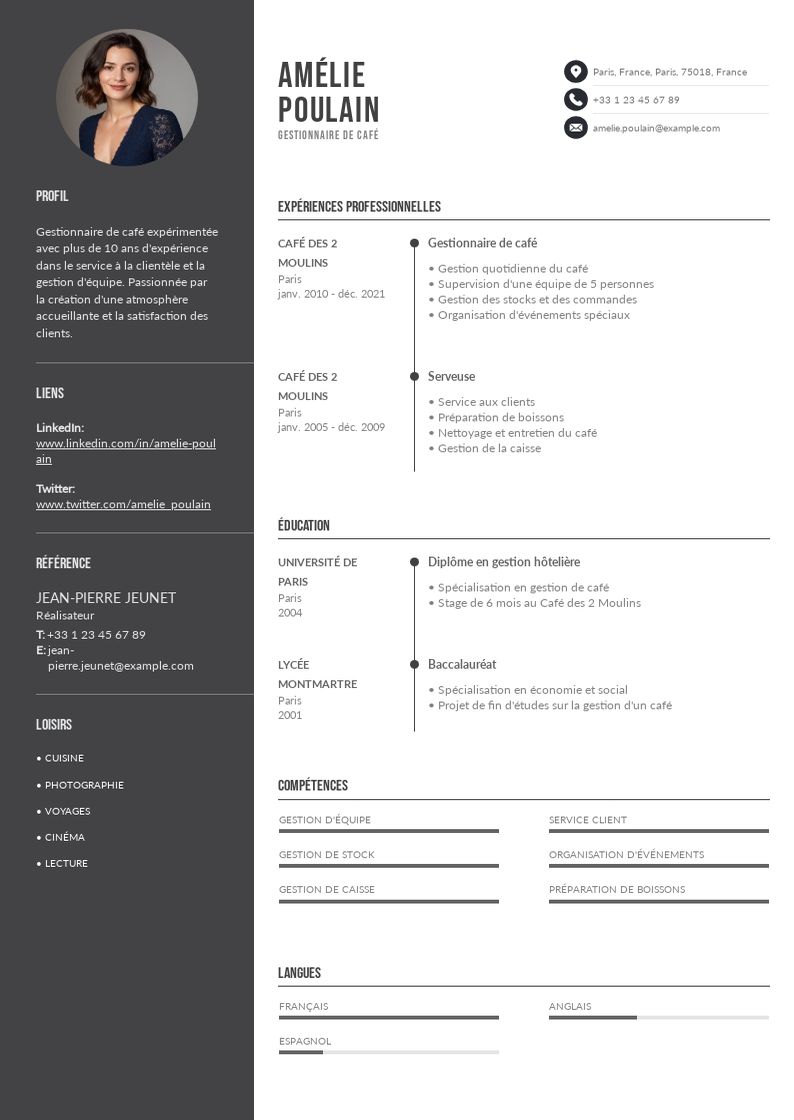 AMÉLIE
POULAIN
GESTIONNAIRE DE CAFÉ
Paris, France, Paris, 75018, France
+33 1 23 45 67 89
amelie.poulain@example.com
PROFIL
Gestionnaire de café expérimentée
avec plus de 10 ans d'expérience
dans le service à la clientèle et la
gestion d'équipe. Passionnée par
la création d'une atmosphère
accueillante et la satisfaction des
clients.
LIENS
LinkedIn:
www.linkedin.com/in/amelie-poul
ain
Twitter:
www.twitter.com/amelie_poulain
RÉFÉRENCE
JEAN-PIERRE JEUNET
Réalisateur
T: +33 1 23 45 67 89
E: jean-
pierre.jeunet@example.com
LOISIRS
• CUISINE
• PHOTOGRAPHIE
• VOYAGES
• CINÉMA
• LECTURE
EXPÉRIENCES PROFESSIONNELLES
CAFÉ DES 2
MOULINS
Paris
janv. 2010 - déc. 2021
Gestionnaire de café
• Gestion quotidienne du café
• Supervision d'une équipe de 5 personnes
• Gestion des stocks et des commandes
• Organisation d'événements spéciaux
CAFÉ DES 2
MOULINS
Paris
janv. 2005 - déc. 2009
Serveuse
• Service aux clients
• Préparation de boissons
• Nettoyage et entretien du café
• Gestion de la caisse
ÉDUCATION
UNIVERSITÉ DE
PARIS
Paris
2004
Diplôme en gestion hôtelière
• Spécialisation en gestion de café
• Stage de 6 mois au Café des 2 Moulins
LYCÉE
MONTMARTRE
Paris
2001
Baccalauréat
• Spécialisation en économie et social
• Projet de fin d'études sur la gestion d'un café
COMPÉTENCES
GESTION D'ÉQUIPE
SERVICE CLIENT
GESTION DE STOCK
ORGANISATION D'ÉVÉNEMENTS
GESTION DE CAISSE
PRÉPARATION DE BOISSONS
LANGUES
FRANÇAIS
ANGLAIS
ESPAGNOL